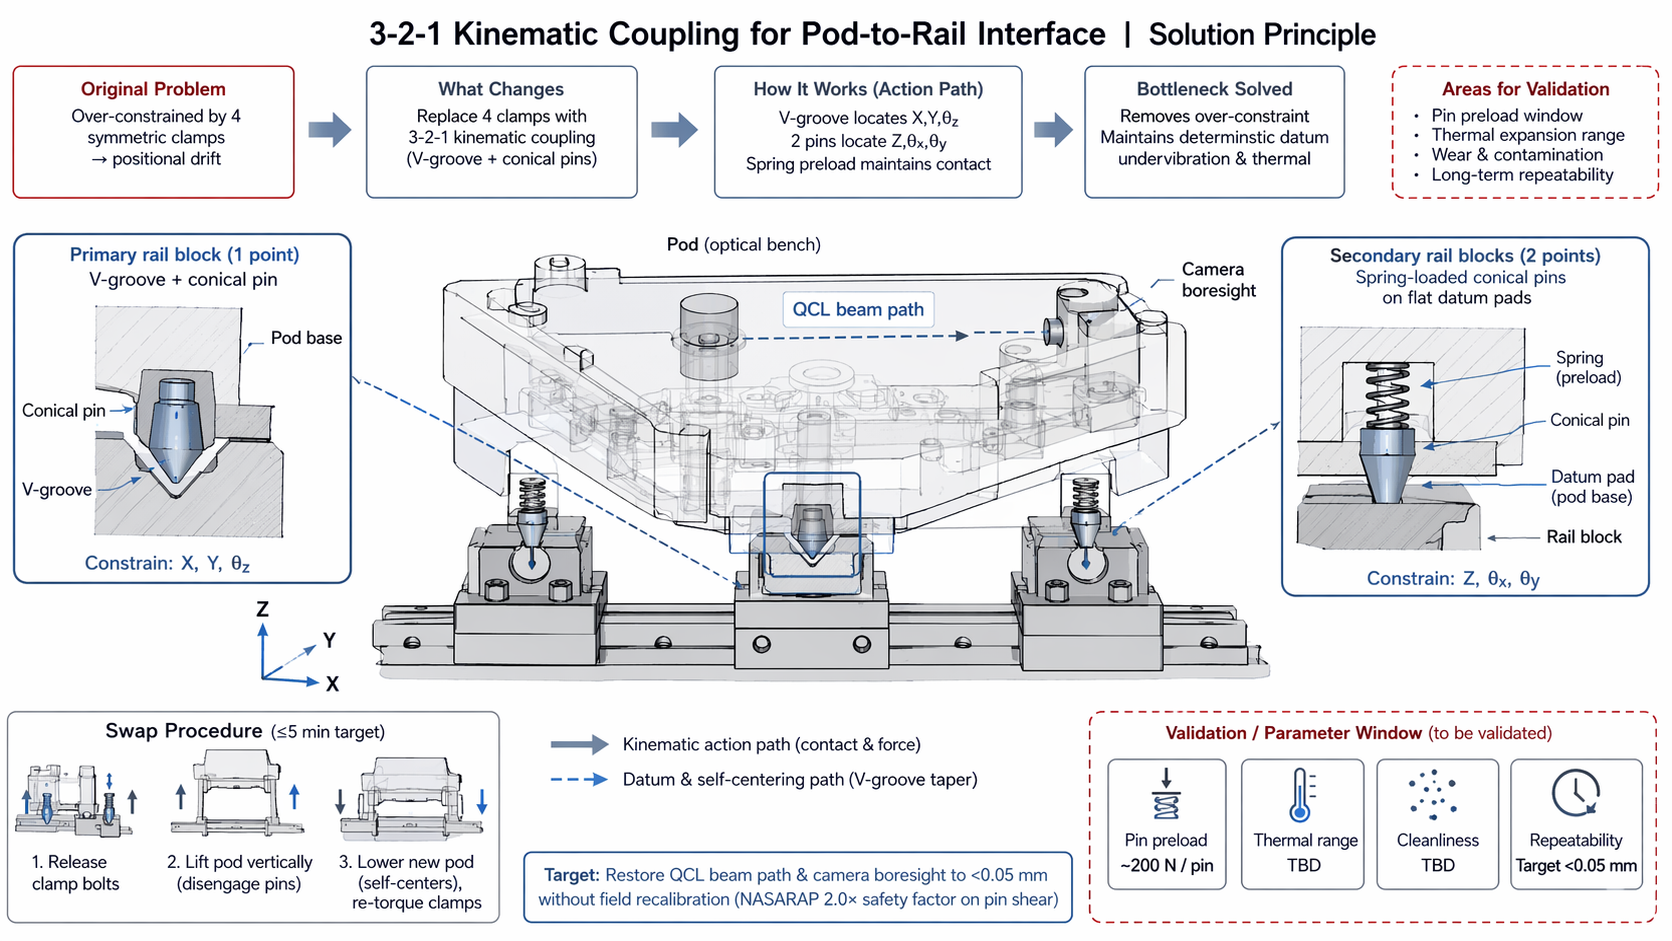 3-2-1 Kinematic Coupling for Pod-to-Rail Interface | Solution Principle
Original Problem
Over-constrained by 4
symmetric clamps
→ positional drift
What Changes
Replace 4 clamps with
3-2-1 kinematic coupling
(V-groove + conical pins)
How It Works (Action Path)
V-groove locates X,Y,θz
2 pins locate Z,θx,θy
Spring preload maintains contact
Bottleneck Solved
Removes over-constraint
Maintains determinstic datum
undervibration & thermal
Areas for Validation
• Pin preload window
• Thermal expansion range
• Wear & contamination
• Long-term repeatability
Primary rail block (1 point)
V-groove + conical pin
Pod base
Conical pin
V-groove
Constrain: X, Y, θz
Pod (optical bench)
QCL beam path
Camera
boresight
Secondary rail blocks (2 points)
Spring-loaded conical pins
on flat datum pads
Spring
(preload)
Conical pin
Datum pad
(pod base)
Rail block
Constrain: Z, θx, θy
Z
Y
X
Swap Procedure (≤5 min target)
1. Release
clamp bolts
2. Lift pod vertically
(disengage pins)
3. Lower new pod
(self-centers),
re-torque clamps
Kinematic action path (contact & force)
Datum & self-centering path (V-groove taper)
Target: Restore QCL beam path & camera boresight to <0.05 mm
without field recalibration (NASARAP 2.0× safety factor on pin shear)
Validation / Parameter Window (to be validated)
Pin preload
~200 N / pin
Thermal range
TBD
Cleanliness
TBD
Repeatability
Target <0.05 mm